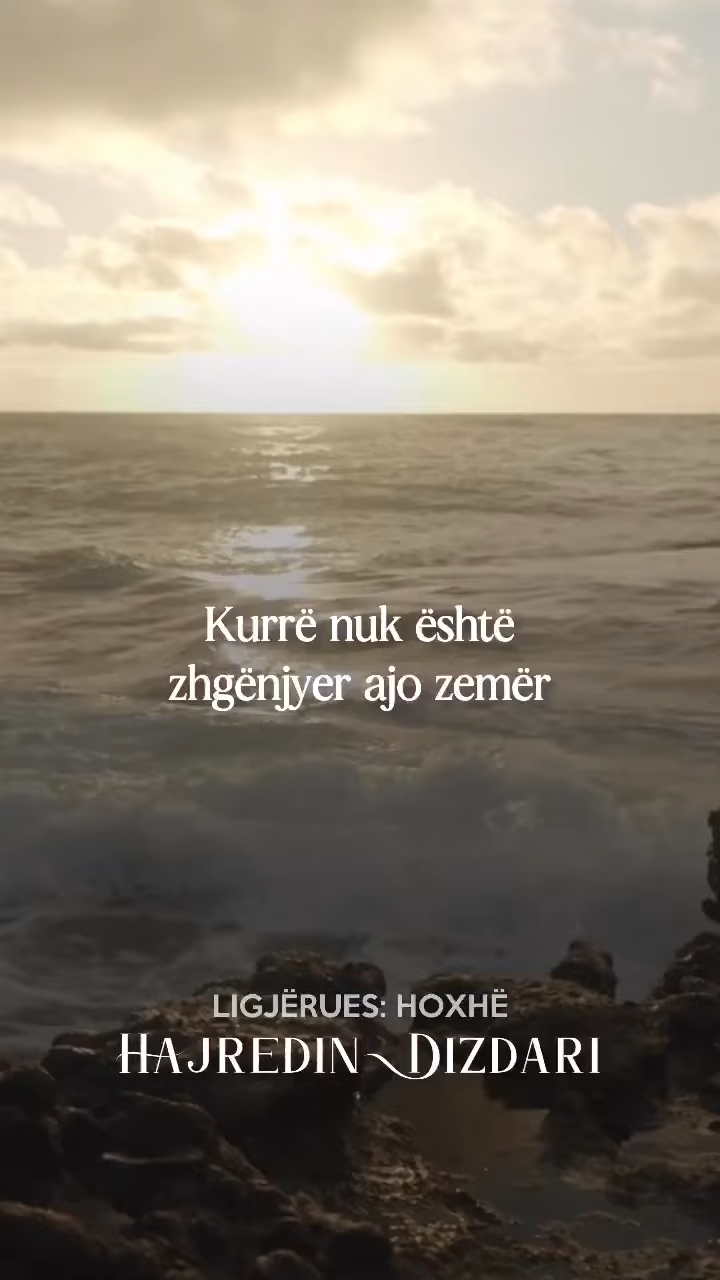 Kurrë nuk është
zhgënjyer ajo zemër
LIGJËRUES: HOXHË
HAJREDIN DIZDARI